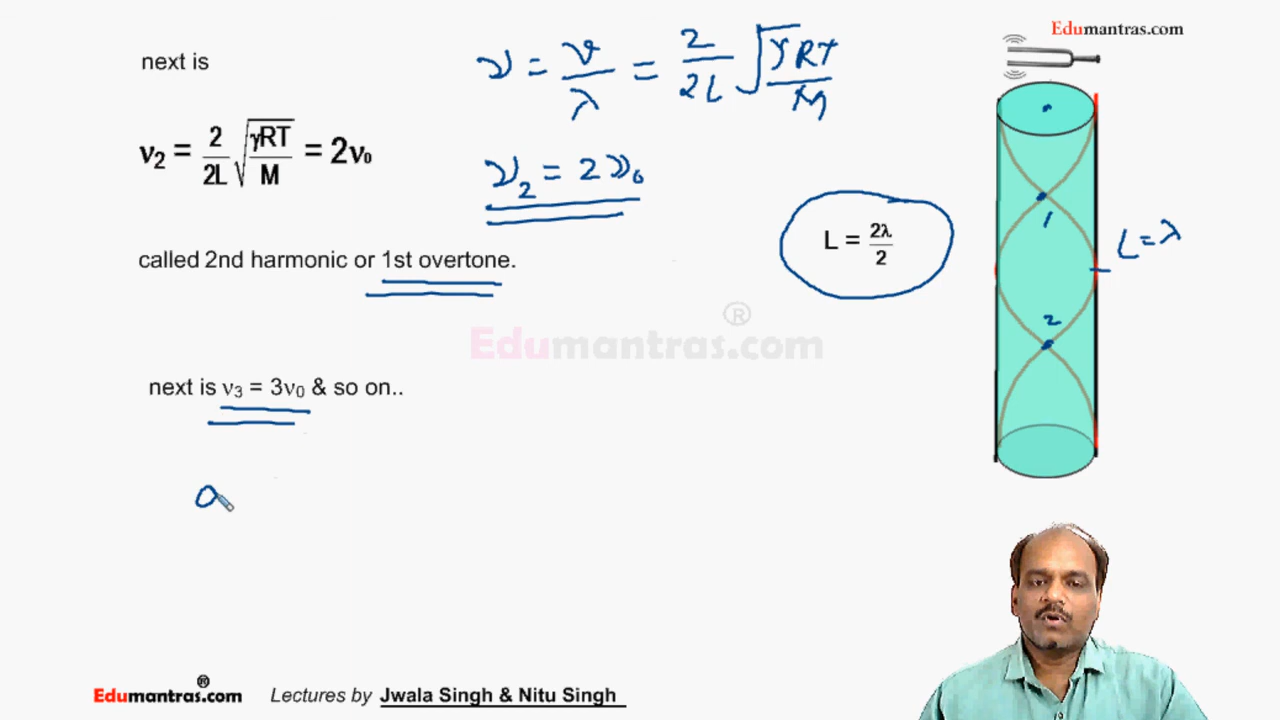 Edumantras.com
next is
ν = v/λ = 2/2L √γRT/M
ν₂ = 2/2L √γRT/M = 2ν₀
ν₂ = 2ν₀
1
L = 2λ/2
L = λ
called 2nd harmonic or 1st overtone.
2
Edumantras.com ®
next is ν₃ = 3ν₀ & so on..
a
Edumantras.com ® Lectures by Jwala Singh & Nitu Singh